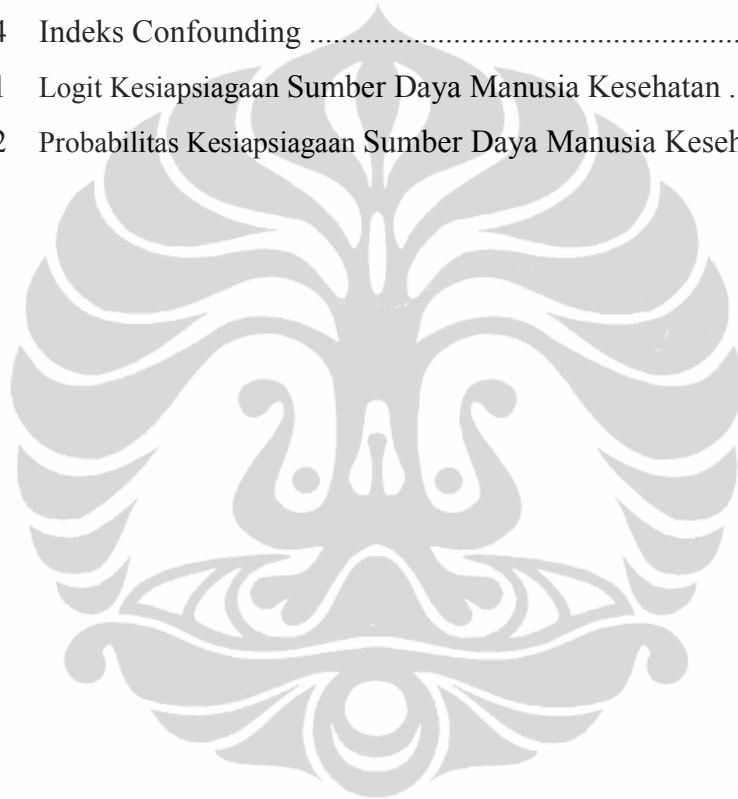 4 Indeks Confounding ..........................................................
1 Logit Kesiapsiagaan Sumber Daya Manusia Kesehatan .
2 Probabilitas Kesiapsiagaan Sumber Daya Manusia Keseh